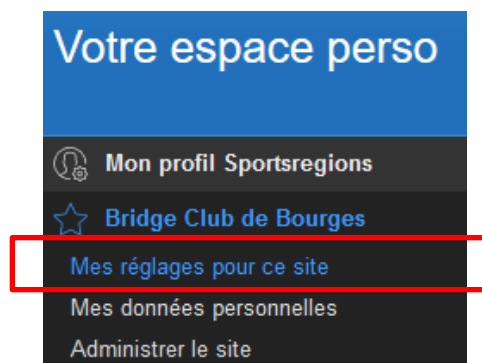 Votre espace perso
Mon profil Sportsregions
Bridge Club de Bourges
Mes réglages pour ce site
Mes données personnelles
Administrer le site